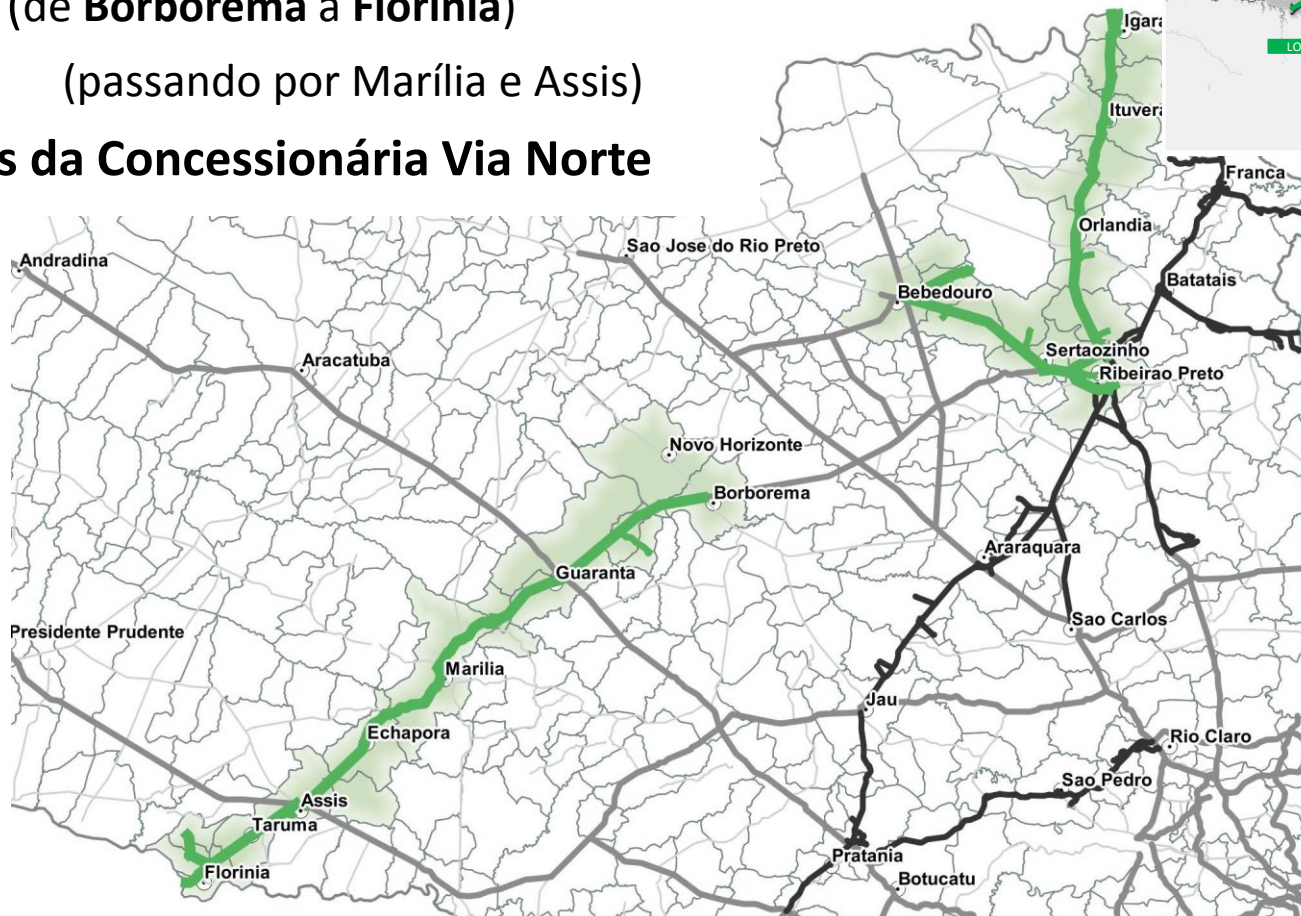 (de Borborema a Florínia)
(passando por Marília e Assis)
s da Concessionária Via Norte
Igara
LO
Ituvera
Franca
Orlandia
Batatais
Sao Jose do Rio Preto
Andradina
Bebedouro
Sertaozinho
Aracatuba
Ribeirao Preto
Novo Horizonte
Borborema
Araraquara
Guaranta
Sao Carlos
Presidente Prudente
Marilia
Jau
Echapora
Rio Claro
Sao Pedro
Assis
Taruma
Pratania
Florinia
Botucatu